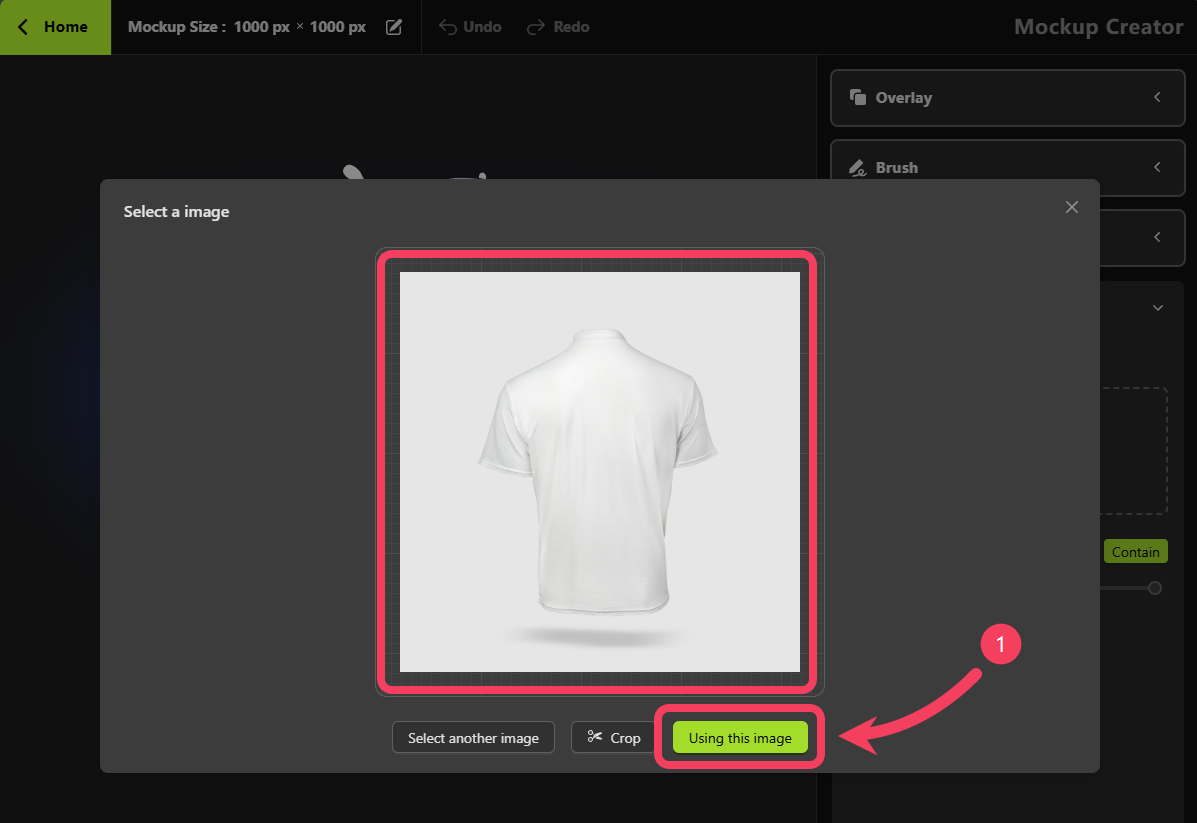 Home
Mockup Size : 1000 px × 1000 px
Undo
Redo
Mockup Creator
Overlay
Brush
Select a image
Contain
1
Select another image
Crop
Using this image